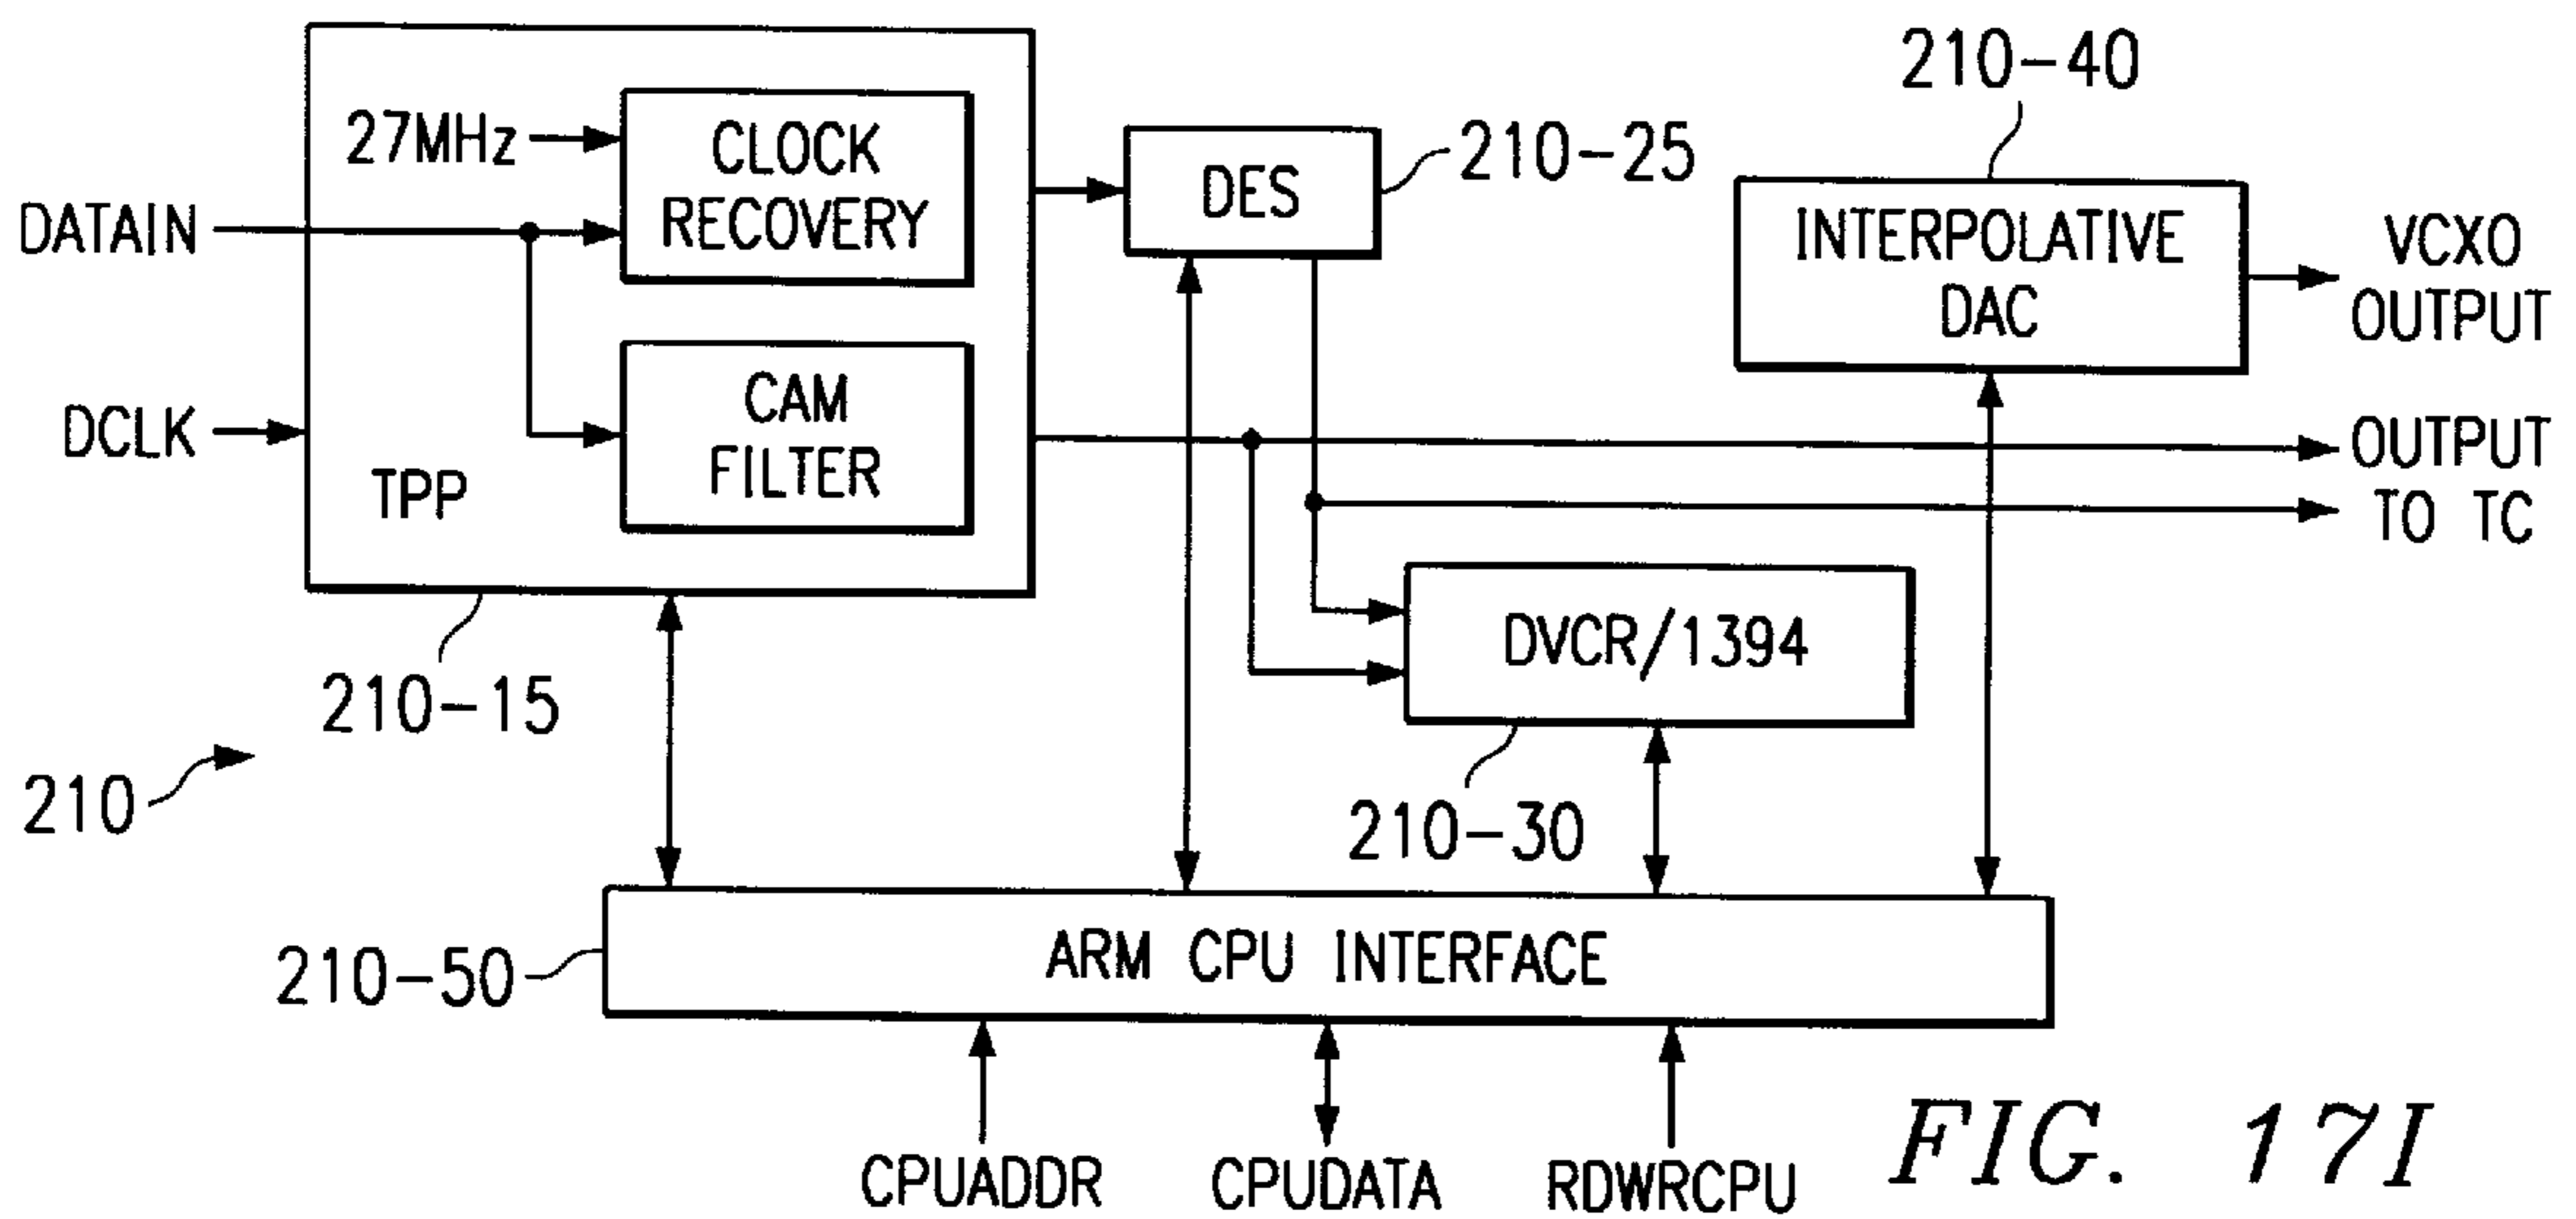 210-40
27MHz
CLOCK
RECOVERY
DES
210-25
DATAIN
INTERPOLATIVE
DAC
VCXO
OUTPUT
DCLK
CAM
FILTER
TPP
OUTPUT
TO TC
DVCR/1394
210-15
210
210-30
210-50
ARM CPU INTERFACE
CPUADDR
CPUDATA
RDWRCPU
FIG. 17I